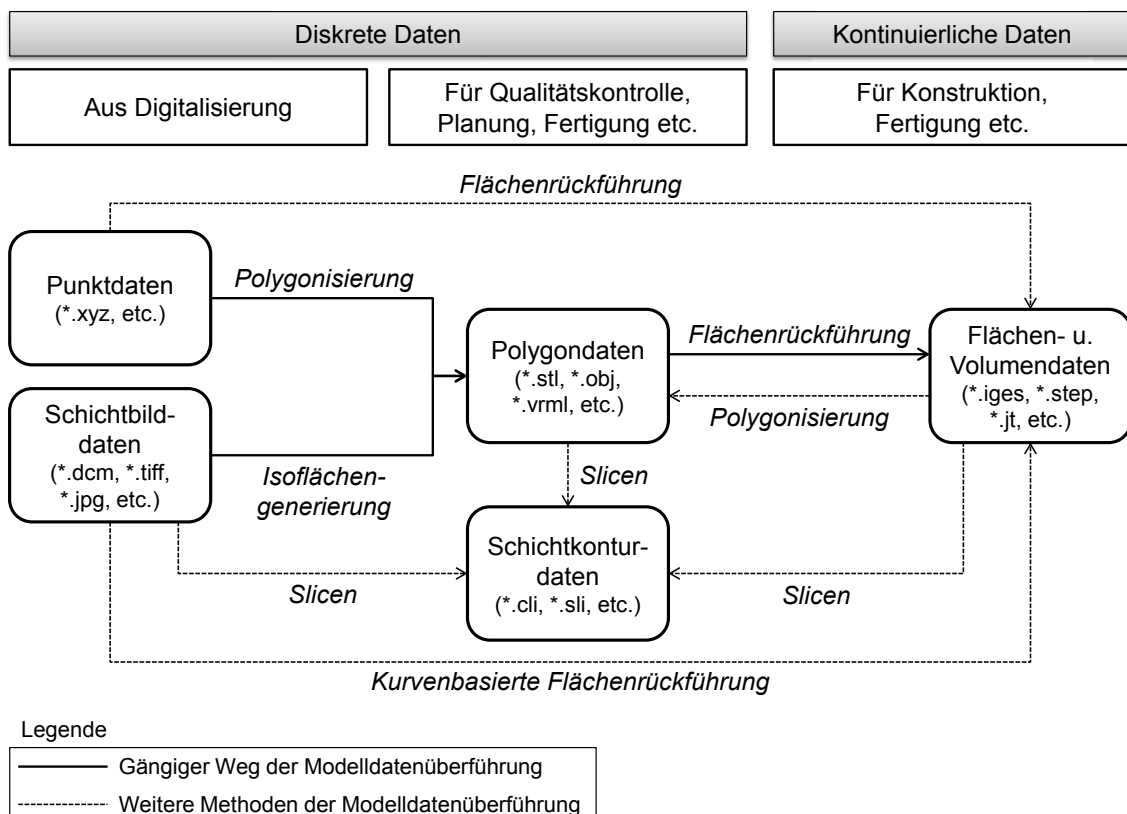 Diskrete Daten
Kontinuierliche Daten
Aus Digitalisierung
Für Qualitätskontrolle,
Planung, Fertigung etc.
Für Konstruktion,
Fertigung etc.
Flächenrückführung
Punktdaten
(*.xyz, etc.)
Polygonisierung
Polygondaten
(*.stl, *.obj,
*.vrml, etc.)
Flächenrückführung
Polygonisierung
Flächen- u.
Volumendaten
(*.iges, *.step,
*.jt, etc.)
Schichtbild-
daten
(*.dcm, *.tiff,
*.jpg, etc.)
Isoflächen-
generierung
Slicen
Schichtkontur-
daten
(*.cli, *.sli, etc.)
Slicen
Slicen
Kurvenbasierte Flächenrückführung
Legende
Gängiger Weg der Modelldatenüberführung
Weitere Methoden der Modelldatenüberführung